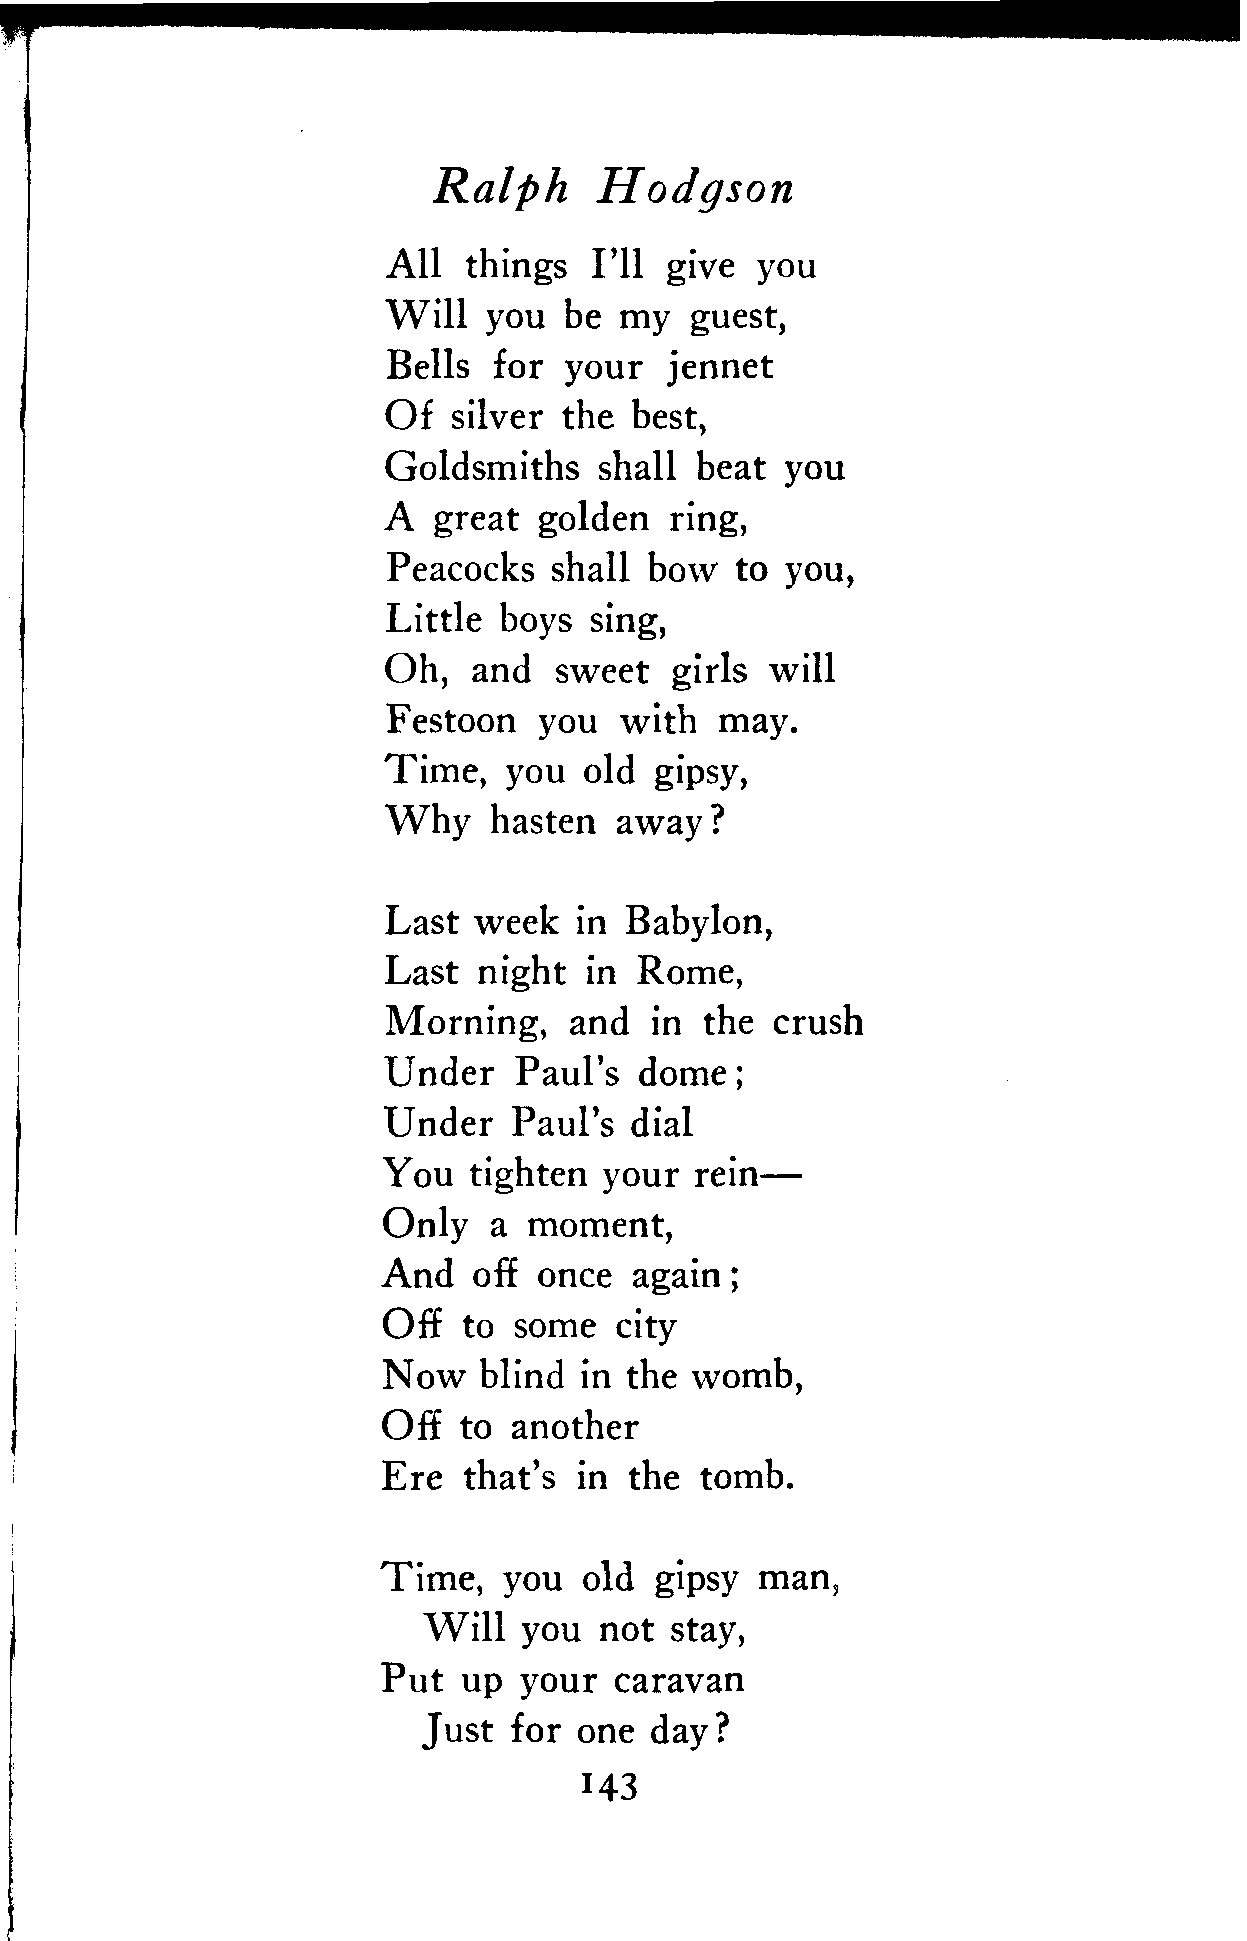 Ralph Hodgson
All things I'll give you
Will you be my guest,
Bells for your jennet
Of silver the best,
Goldsmiths shall beat you
A great golden ring,
Peacocks shall bow to you,
Little boys sing,
Oh, and sweet girls will
Festoon you with may.
Time, you old gipsy,
Why hasten away?

Last week in Babylon,
Last night in Rome,
Morning, and in the crush
Under Paul's dome;
Under Paul's dial
You tighten your rein—
Only a moment,
And off once again;
Off to some city
Now blind in the womb,
Off to another
Ere that's in the tomb.

Time, you old gipsy man,
Will you not stay,
Put up your caravan
Just for one day?
143